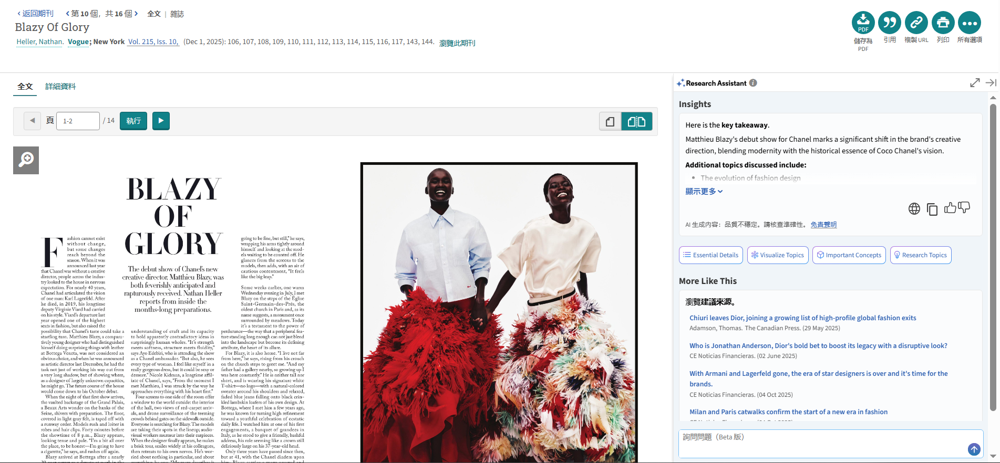 返回期刊 第 10 個，共 16 個 全文 | 雜誌
Blazy Of Glory
Heller, Nathan. Vogue; New York Vol. 215, Iss. 10, (Dec 1, 2025): 106, 107, 108, 109, 110, 111, 112, 113, 114, 115, 116, 117, 143, 144. 瀏覽此期刊
PDF
儲存為
PDF
引用
複製 URL
列印
所有選項
全文 詳細資料
頁 1-2 / 14 執行
BLAZY
OF
GLORY
The debut show of Chanel's new
creative director, Matthieu Blazy, was
both feverishly anticipated and
rapturously received. Nathan Heller
reports from inside the
months-long preparations.
Fashion cannot exist
without change,
but some changes
reach beyond the
season. When it was
announced last year
that Chanel was without a creative
director, people across the indus-
try looked to the house in nervous
expectation. For nearly 40 years,
Chanel had articulated the vision
of one man: Karl Lagerfeld. After
he died, in 2019, his longtime
deputy Virginie Viard had carried
on his style. Viard's departure last
year opened one of the highest
seats in fashion, but also raised the
possibility that Chanel's taste could take a
startling turn. Matthieu Blazy, a compara-
tively young designer who had distinguished
himself doing surprising things with leather
at Bottega Veneta, was not considered an
obvious choice, and when he was announced
as artistic director last December, he had the
task not just of working his way out from
a very long shadow, but of showing where,
as a designer of largely unknown capacities,
he might go. The future course of the house
would come down to his October debut.
When the night of that first show arrives,
the vaulted backstage of the Grand Palais,
a Beaux Arts wonder on the banks of the
Seine, shivers with preparation. The floor,
covered in light gray felt, is taped off with
a runway order. Models rush and loiter in
robes and hair clips. Forty minutes before
the showtime of 8 p.m., Blazy appears,
looking tense and pale. "I'm a bit all over
the place, to be honest—I'm going to have
a cigarette," he says, and rushes off again.
Blazy arrived at Bottega after a nearly
understanding of craft and its capacity
to hold apparently contradictory ideas in
surprisingly human wholes. "It's strength
meets softness, structure meets fluidity,"
says Ayo Edebiri, who is attending the show
as a Chanel ambassador. "But also, he sees
every type of woman. I feel like myself in a
really gorgeous dress, but it could be sexy or
demure." Nicole Kidman, a longtime affil-
iate of Chanel, says, "From the moment I
met Matthieu, I was struck by the way he
approaches everything with his heart first."
Four screens to one side of the room offer
a window to the world outside: the interior
of the hall, two views of red-carpet arriv-
als, and drone surveillance of the teeming
crowds behind gates on the sidewalk outside.
Everyone is searching for Blazy. The models
are taking their spots in the lineup; audio-
visual workers murmur into their earpieces.
When the designer finally appears, he makes
a brisk tour, smiles widely at his colleagues,
then retreats to his own nerves. He's wor-
ried about nothing in particular, and about
going to be fine, but still," he says,
wrapping his arms tightly around
himself and looking at the mod-
els waiting to be counted off. He
glances from the screens to the
models, then adds, with an air of
cautious contentment, "It feels
like the big leap."
Some weeks earlier, one warm
Wednesday evening in July, I met
Blazy on the steps of the Église
Saint-Germain-des-Prés, the
oldest church in Paris and, as its
name suggests, a monument once
surrounded by meadows. Today
it's a testament to the power of
perdurance—the way that a peripheral fea-
ture standing long enough can not just blend
into the landscape but become its defining
attribute, the heart of its allure.
For Blazy, it is also home. "I live not far
from here," he says, rising from his crouch
on the church steps to greet me. "And my
father had a gallery nearby, so growing up I
was here constantly." He is neither tall nor
short, and is wearing his signature white
T-shirt—no logo—with a natural-colored
sweater around his shoulders and relaxed,
faded blue jeans falling onto black crin-
kled lambskin loafers of his own design. At
Bottega, where I met him a few years ago,
he was known for turning high refinement
toward a youthful celebration of ecstatic
daily life. I watched him at one of his first
engagements, a banquet of grandees in
Italy, as he stood to give a friendly, bashful
address, his role seeming like a crown still
deliriously large on his 37-year-old head.
Only three years have passed since then,
but at 41, with the Chanel diadem upon
Research Assistant
Insights
Here is the key takeaway.
Matthieu Blazy's debut show for Chanel marks a significant shift in the brand's creative
direction, blending modernity with the historical essence of Coco Chanel's vision.
Additional topics discussed include:
• The evolution of fashion design
顯示更多
AI 生成內容：品質不穩定。請核查準確性。 免責聲明
Essential Details Visualize Topics Important Concepts Research Topics
More Like This
瀏覽建議來源。
Chiuri leaves Dior, joining a growing list of high-profile global fashion exits
Adamson, Thomas. The Canadian Press. (29 May 2025)
Who is Jonathan Anderson, Dior's bold bet to boost its legacy with a disruptive look?
CE Noticias Financieras. (02 June 2025)
With Armani and Lagerfeld gone, the era of star designers is over and it's time for the
brands.
CE Noticias Financieras. (04 Oct 2025)
Milan and Paris catwalks confirm the start of a new era in fashion
詢問問題（Beta 版）